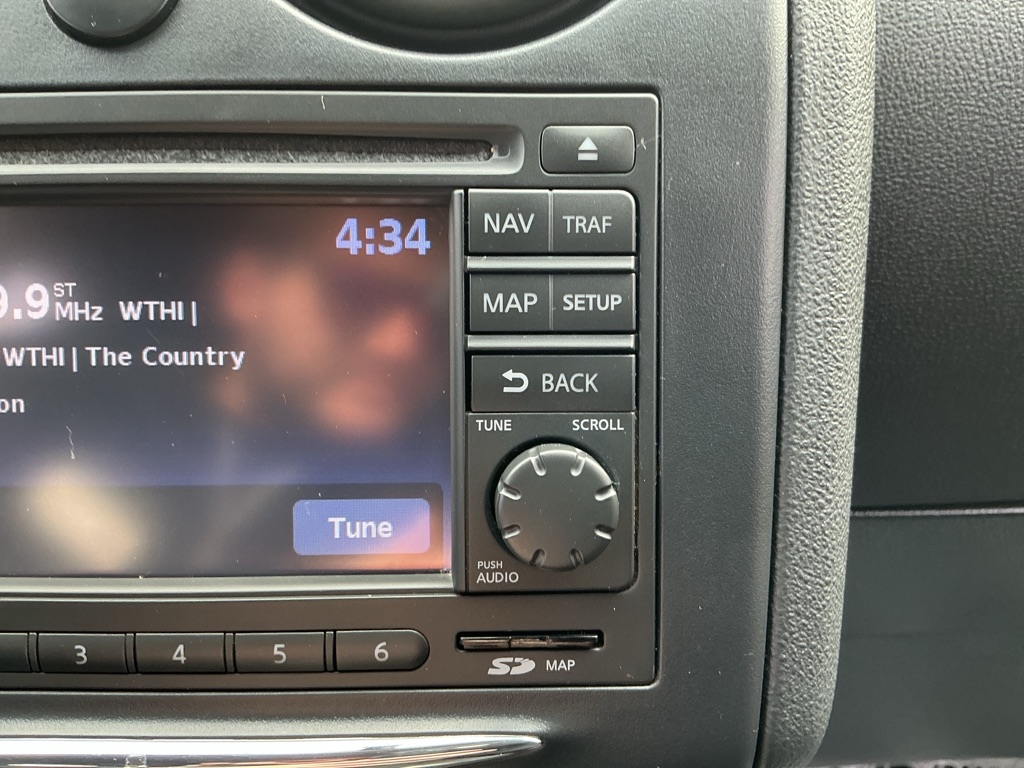 NAV TRAF
4:34
MAP SETUP
9.9 ST MHz WTHI |
WTHI | The Country
BACK
on
TUNE SCROLL
Tune
PUSH
AUDIO
3 4 5 6
SD MAP